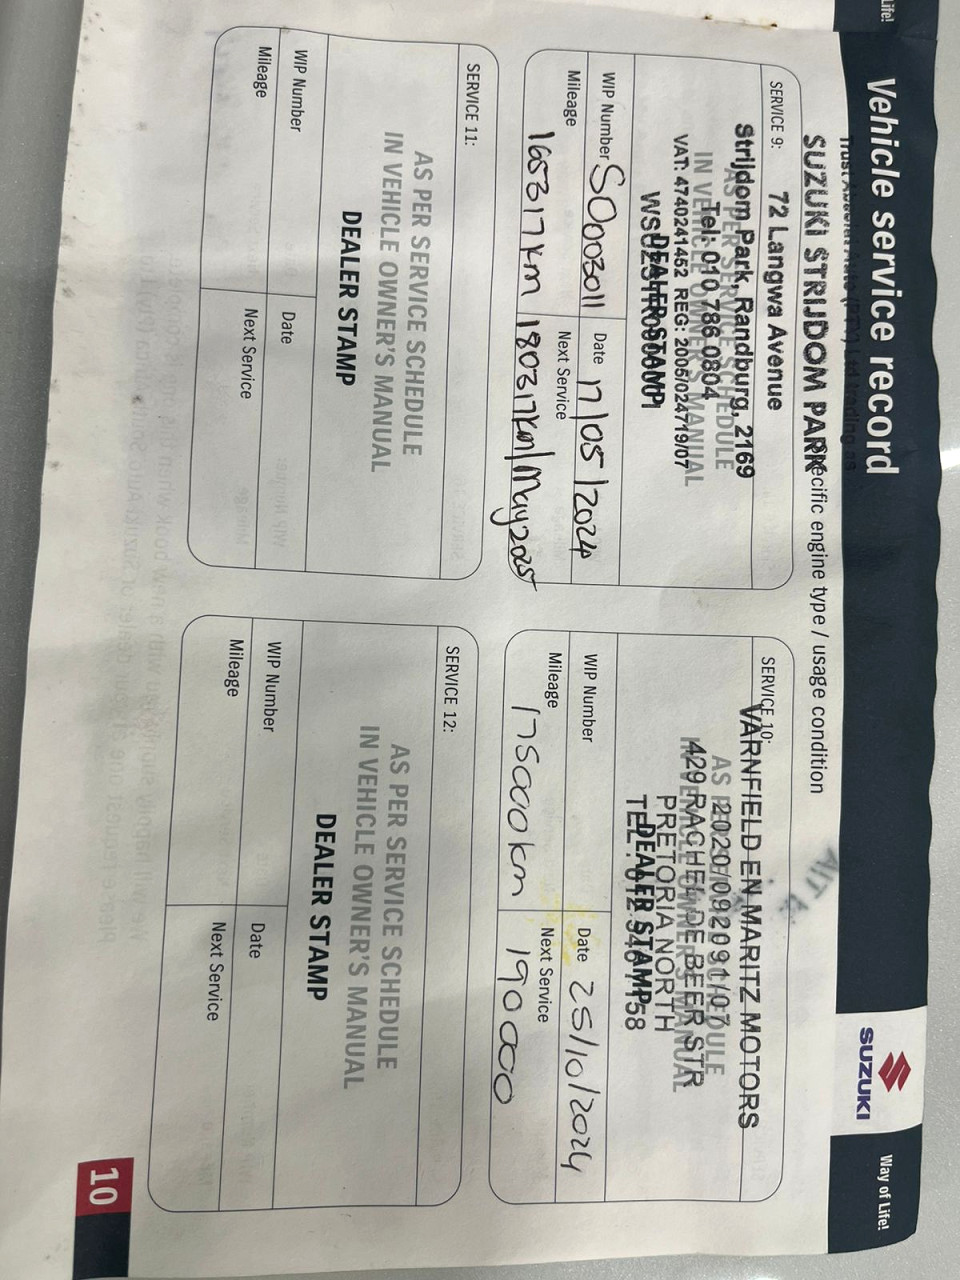 Life!
Vehicle service record
SUZUKI
Way of Life!
SUZUKI STRIJDOM PARK
specific engine type / usage condition
SERVICE 9:
72 Langwa Avenue
Strijdom Park, Randburg, 2169
AS PER SERVICE SCHEDULE
Tel: 010 786 0804
IN VEHICLE OWNER'S MANUAL
VAT: 4740241452 REG: 2005/024719/07
DEALER STAMP
WIP Number SO003011
Date 17/05/2024
Mileage 165317km
Next Service 180317km/May2025
SERVICE 10:
VARNFIELD EN MARITZ MOTORS
2020/092091/07
AS PER SERVICE SCHEDULE
429 RACHEL DE BEER STR
IN VEHICLE OWNER'S MANUAL
PRETORIA NORTH
DEALER STAMP
WIP Number
Date 25/10/2024
Mileage 175000km
Next Service 190000
SERVICE 11:
AS PER SERVICE SCHEDULE
IN VEHICLE OWNER'S MANUAL
DEALER STAMP
WIP Number
Date
Mileage
Next Service
SERVICE 12:
AS PER SERVICE SCHEDULE
IN VEHICLE OWNER'S MANUAL
DEALER STAMP
WIP Number
Date
Mileage
Next Service
10